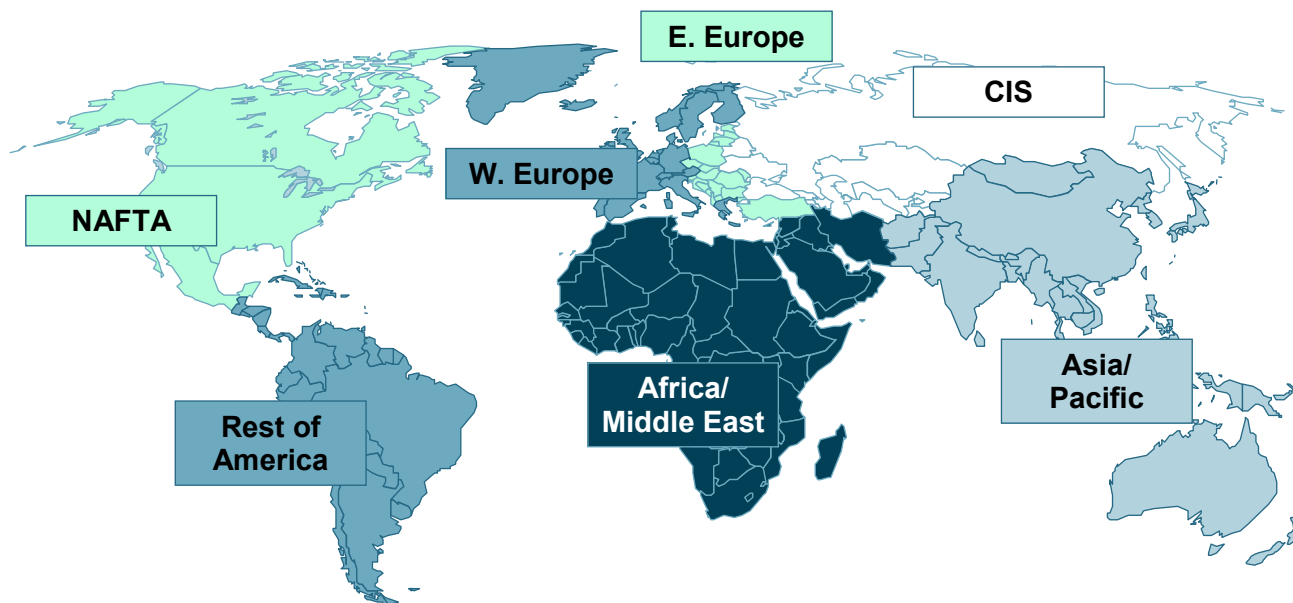 E. Europe
CIS
W. Europe
NAFTA
Asia/
Pacific
Africa/
Middle East
Rest of
America